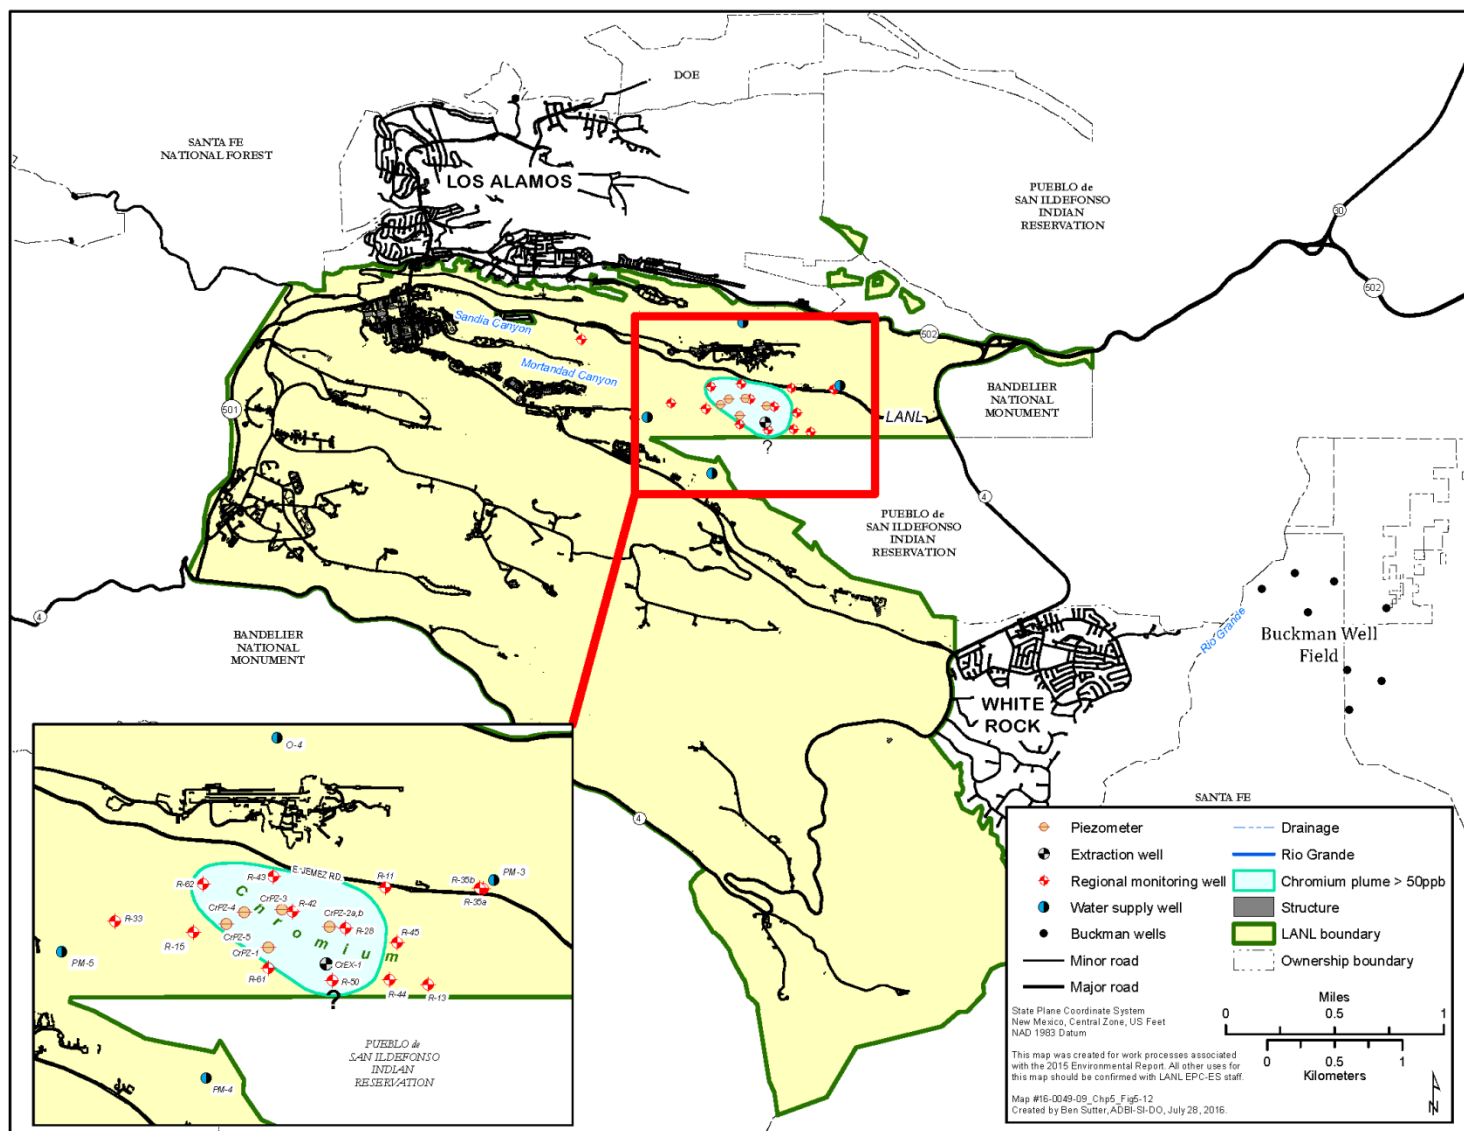 DOE
SANTA FE
NATIONAL FOREST
LOS ALAMOS
PUEBLO de
SAN ILDEFONSO
INDIAN
RESERVATION
30
502
Sandia Canyon
502
Mortandad Canyon
BANDELIER
NATIONAL
MONUMENT
501
LANL
?
4
PUEBLO de
SAN ILDEFONSO
INDIAN
RESERVATION
4
Rio Grande
Buckman Well
Field
BANDELIER
NATIONAL
MONUMENT
WHITE
ROCK
SANTA FE
4
O-4
E. JEMEZ RD.
R-62
R-43
R-11
R-35b
PM-3
R-35a
CrPZ-3
CrPZ-4
R-42
CrPZ-2a,b
R-33
R-28
R-15
CrPZ-5
R-45
CrPZ-1
Chromium
PM-5
CrEX-1
R-61
R-50
R-44
R-13
?
PUEBLO de
SAN ILDEFONSO
INDIAN
RESERVATION
PM-4
Piezometer
Extraction well
Regional monitoring well
Water supply well
Buckman wells
Minor road
Major road
Drainage
Rio Grande
Chromium plume > 50ppb
Structure
LANL boundary
Ownership boundary
State Plane Coordinate System
New Mexico, Central Zone, US Feet
NAD 1983 Datum
This map was created for work processes associated
with the 2015 Environmental Report. All other uses for
this map should be confirmed with LANL EPC-ES staff.
Map #16-0049-09_Chp5_Fig5-12
Created by Ben Sutter, ADBI-SI-DO, July 28, 2016.
Miles
0 0.5 1
0 0.5 1
Kilometers
N